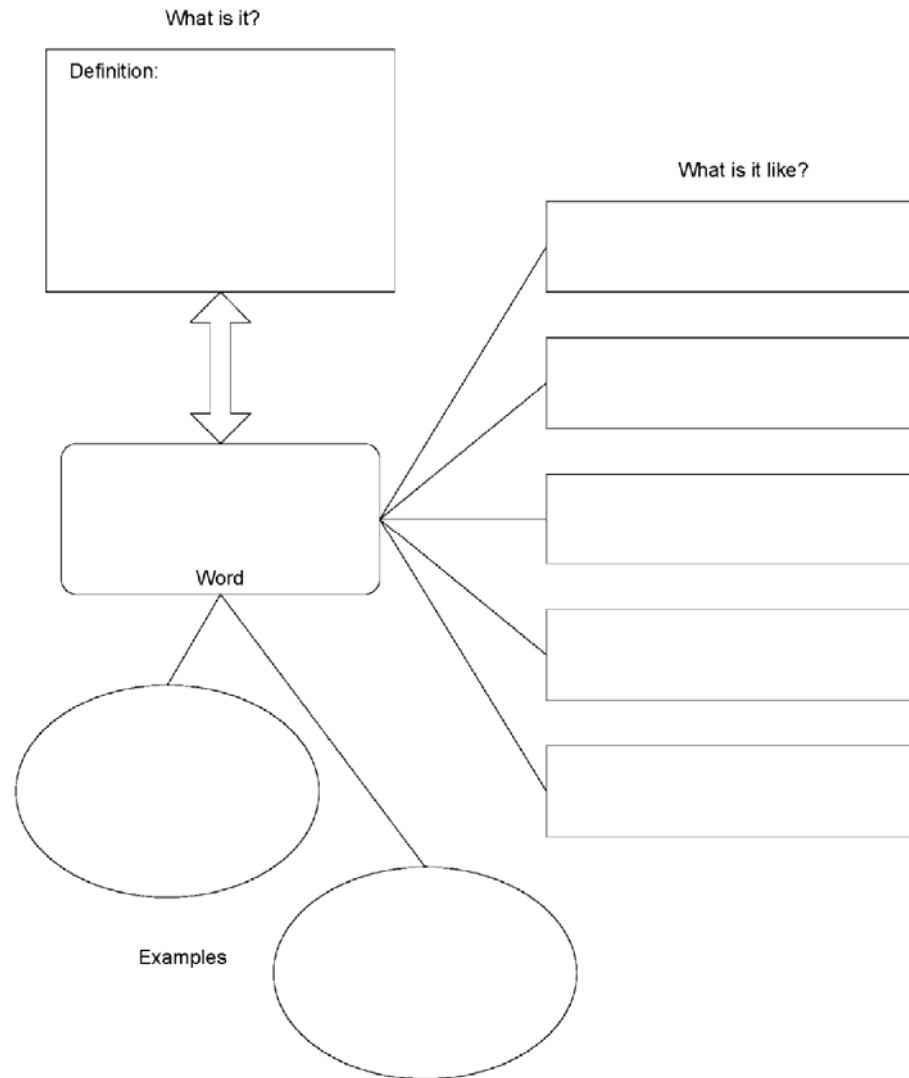 What is it?
Definition:
What is it like?
Word
Examples